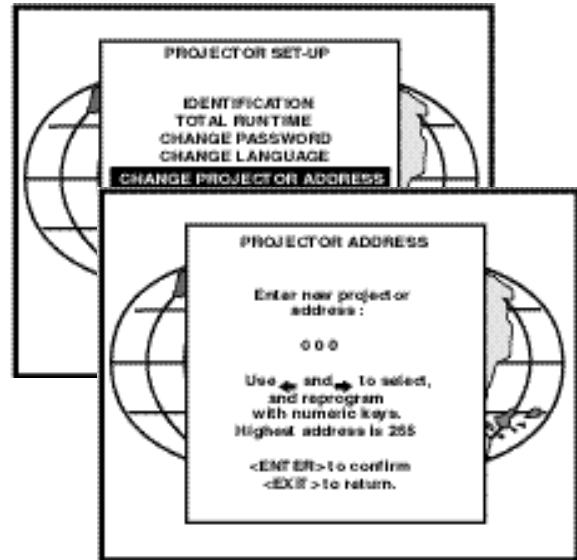 PROJECTOR SET-UP
IDENTIFICATION
TOTAL RUNTIME
CHANGE PASSWORD
CHANGE LANGUAGE
CHANGE PROJECTOR ADDRESS
PROJECTOR ADDRESS
Enter new projector
address :
0 0 0
Use ← and → to select,
and reprogram
with numeric keys.
Highest address is 255
<ENTER> to confirm
<EXIT> to return.